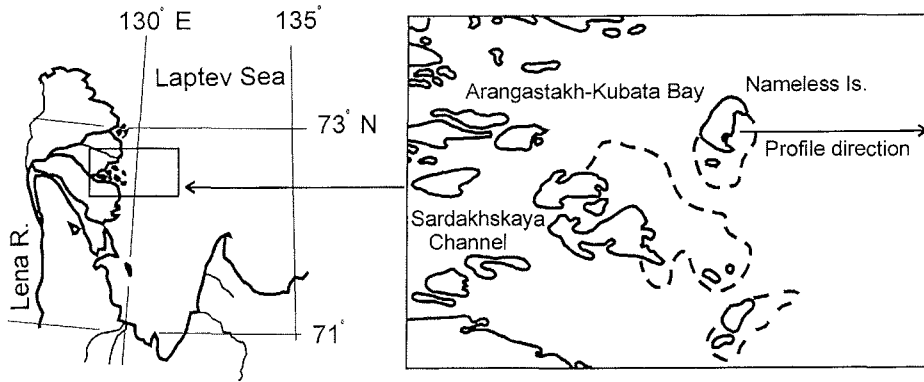 130° E
135°
Laptev Sea
73° N
Lena R.
71°
Nameless Is.
Arangastakh-Kubata Bay
Profile direction
Sardakhskaya
Channel